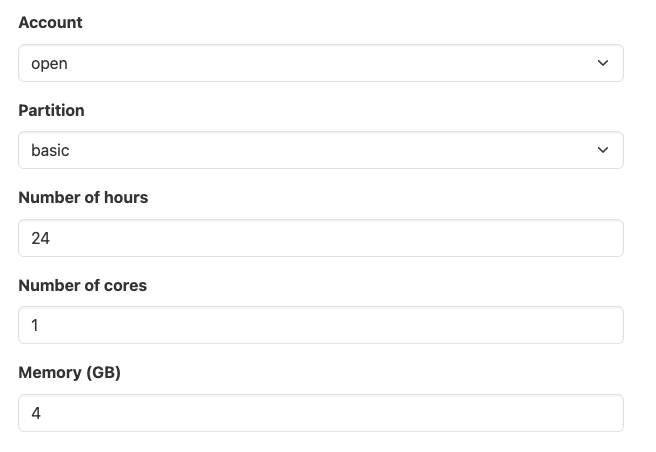 Account
open
Partition
basic
Number of hours
24
Number of cores
1
Memory (GB)
4